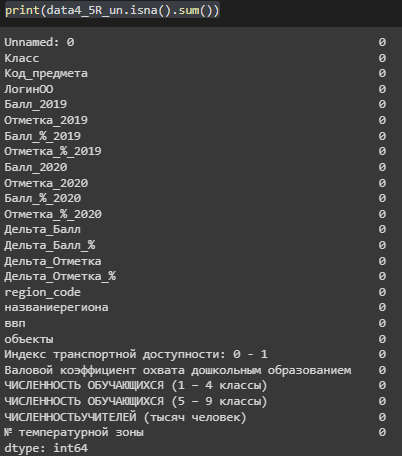 print(data4_5R_un.isna().sum())
Unnamed: 0 0
Класс 0
Код_предмета 0
ЛогинОО 0
Балл_2019 0
Отметка_2019 0
Балл_%_2019 0
Отметка_%_2019 0
Балл_2020 0
Отметка_2020 0
Балл_%_2020 0
Отметка_%_2020 0
Дельта_Балл 0
Дельта_Балл_% 0
Дельта_Отметка 0
Дельта_Отметка_% 0
region_code 0
названиерегиона 0
ввп 0
объекты 0
Индекс транспортной доступности: 0 - 1 0
Валовой коэффициент охвата дошкольным образованием 0
ЧИСЛЕННОСТЬ ОБУЧАЮЩИХСЯ (1 – 4 классы) 0
ЧИСЛЕННОСТЬ ОБУЧАЮЩИХСЯ (5 – 9 классы) 0
ЧИСЛЕННОСТЬУЧИТЕЛЕЙ (тысяч человек) 0
№ температурной зоны 0
dtype: int64